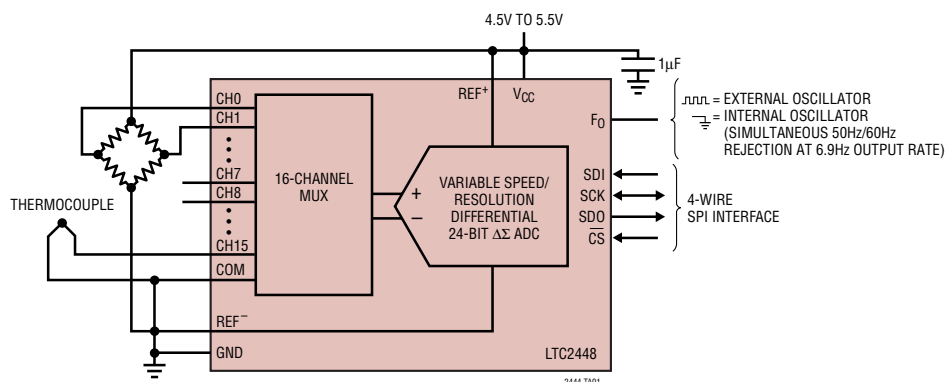 4.5V TO 5.5V
1µF
CH0
CH1
CH7
CH8
CH15
COM
REF–
GND
REF+
VCC
FO
SDI
SCK
SDO
CS
16-CHANNEL
MUX
+
–
VARIABLE SPEED/
RESOLUTION
DIFFERENTIAL
24-BIT ΔΣ ADC
THERMOCOUPLE
= EXTERNAL OSCILLATOR
= INTERNAL OSCILLATOR
(SIMULTANEOUS 50Hz/60Hz
REJECTION AT 6.9Hz OUTPUT RATE)
4-WIRE
SPI INTERFACE
LTC2448
2444 TA01